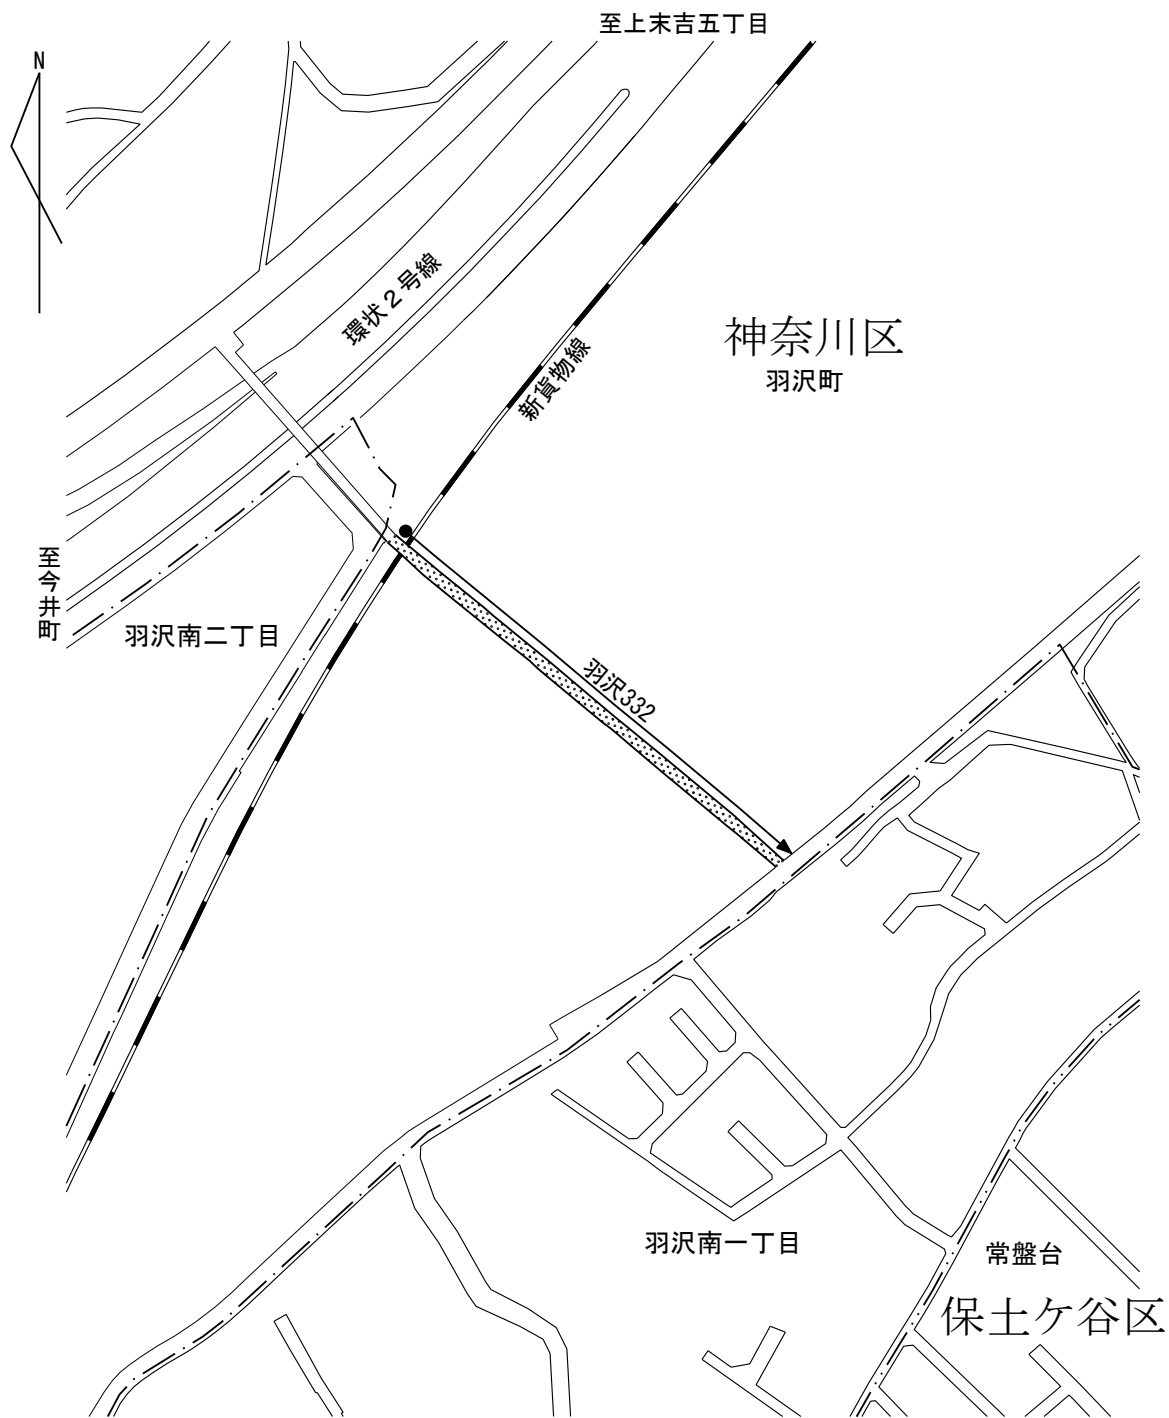 至上末吉五丁目
N
環状２号線
神奈川区
羽沢町
新貨物線
至今井町
羽沢南二丁目
羽沢332
羽沢南一丁目
常盤台
保土ケ谷区